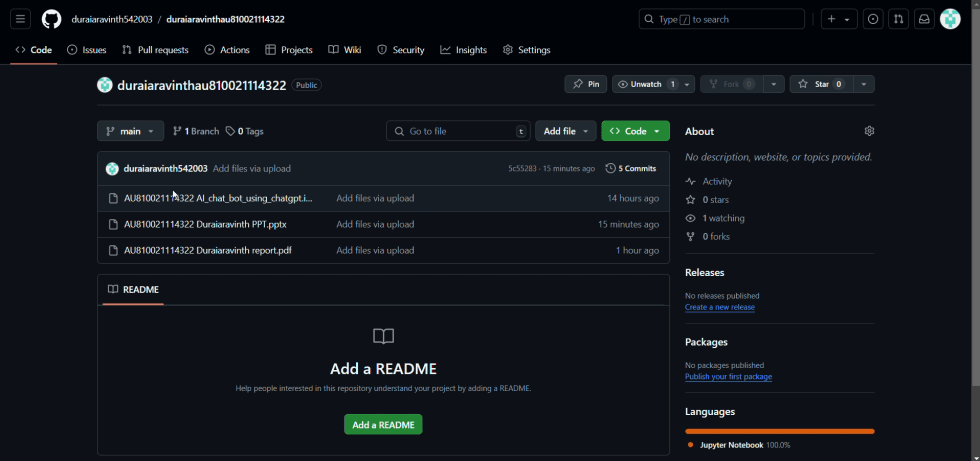 duraiaravinth542003 / duraiaravinthau810021114322
Type / to search
Code Issues Pull requests Actions Projects Wiki Security Insights Settings
duraiaravinthau810021114322 Public
Pin Unwatch 1 Fork 0 Star 0
main 1 Branch 0 Tags Go to file t Add file Code
duraiaravinth542003 Add files via upload 5c55283 · 15 minutes ago 5 Commits
AU810021114322 AI_chat_bot_using_chatgpt.i... Add files via upload 14 hours ago
AU810021114322 Duraiaravinth PPT.pptx Add files via upload 15 minutes ago
AU810021114322 Duraiaravinth report.pdf Add files via upload 1 hour ago
README
Add a README
Help people interested in this repository understand your project by adding a README.
Add a README
About
No description, website, or topics provided.
Activity
0 stars
1 watching
0 forks
Releases
No releases published
Create a new release
Packages
No packages published
Publish your first package
Languages
Jupyter Notebook 100.0%